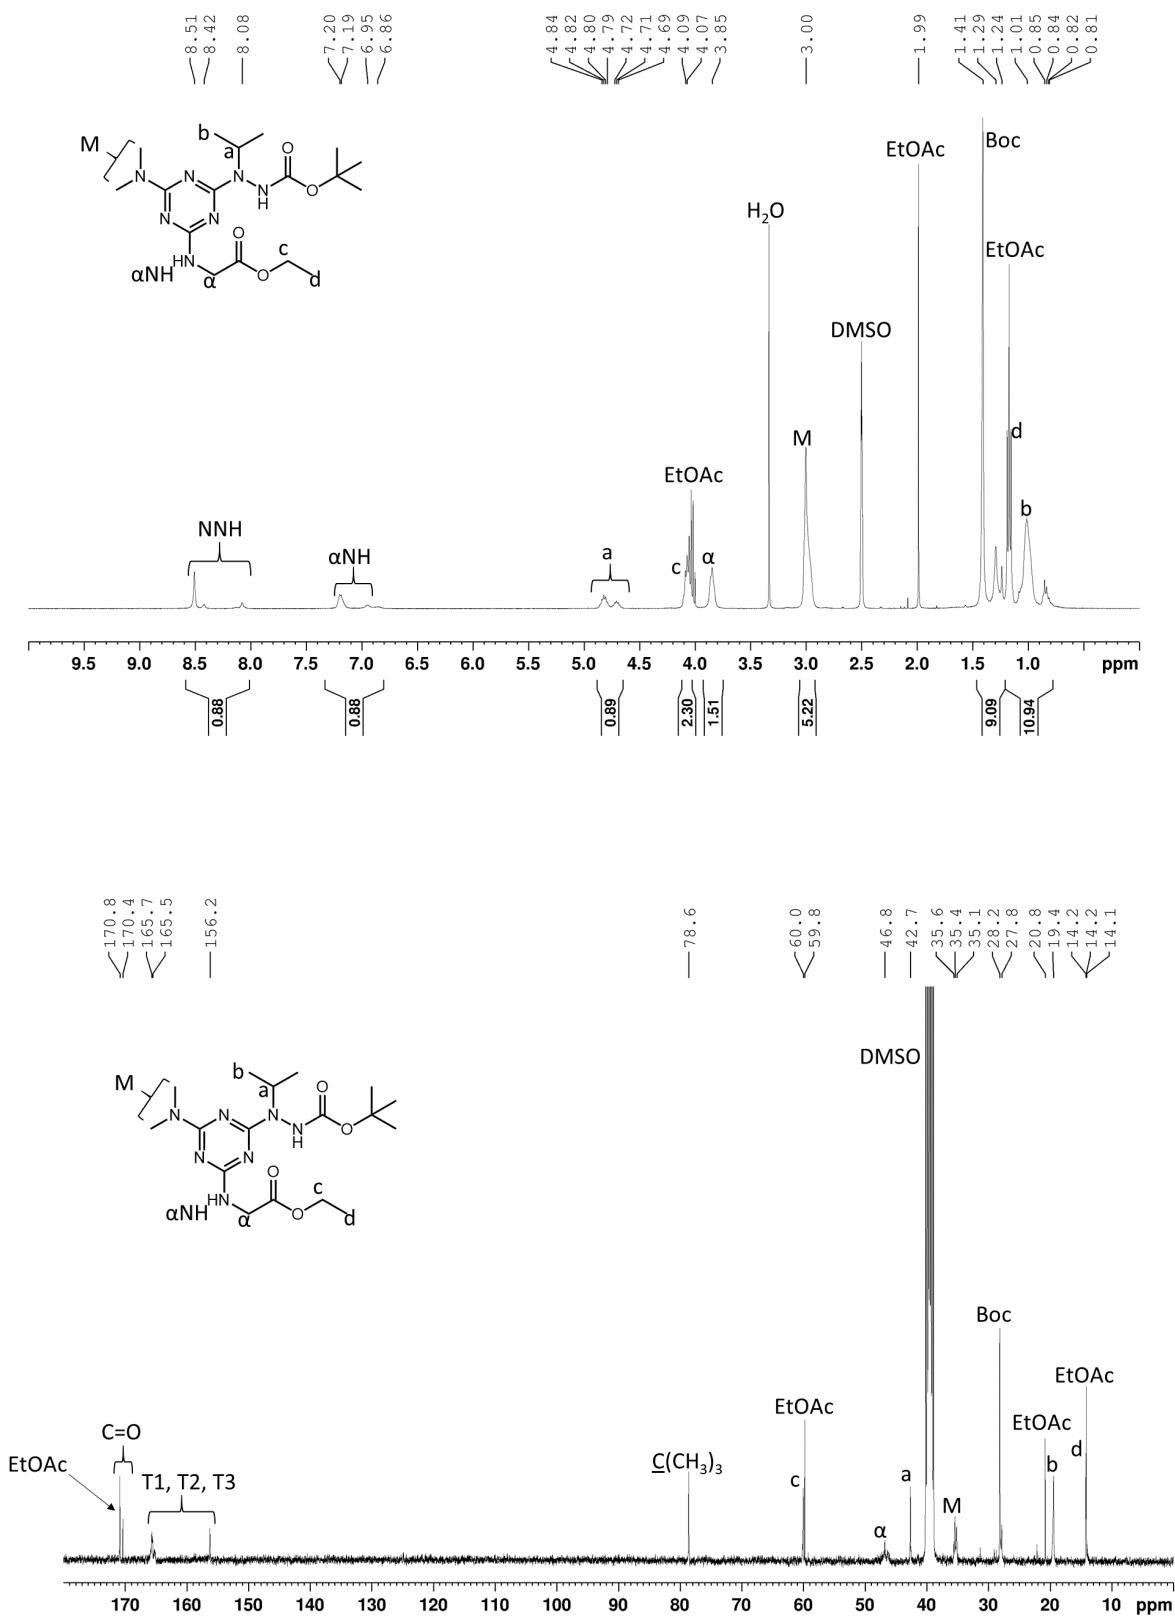 8.51
8.42
8.08
7.20
7.19
6.95
6.86
4.84
4.82
4.80
4.79
4.72
4.71
4.69
4.09
4.07
3.85
3.00
1.99
1.41
1.29
1.24
1.01
0.85
0.84
0.82
0.81
M
b
a
N
N
N
N
N
N
H
O
O
HN
αNH
α
O
O
c
d
NNH
αNH
a
c
EtOAc
α
H2O
M
DMSO
EtOAc
Boc
EtOAc
d
b
9.5 9.0 8.5 8.0 7.5 7.0 6.5 6.0 5.5 5.0 4.5 4.0 3.5 3.0 2.5 2.0 1.5 1.0 ppm
0.88
0.88
0.89
2.30
1.51
5.22
9.09
10.94
170.8
170.4
165.7
165.5
156.2
78.6
60.0
59.8
46.8
42.7
35.6
35.4
35.1
28.2
27.8
20.8
19.4
14.2
14.2
14.1
M
b
a
N
N
N
N
N
N
H
O
O
HN
αNH
α
O
O
c
d
EtOAc
C=O
T1, T2, T3
C(CH3)3
c
EtOAc
α
a
DMSO
M
Boc
EtOAc
b
d
EtOAc
170 160 150 140 130 120 110 100 90 80 70 60 50 40 30 20 10 ppm